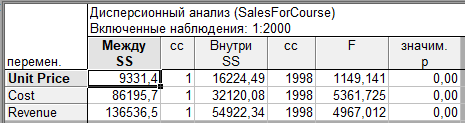 Дисперсионный анализ (SalesForCourse)
Включенные наблюдения: 1:2000
перемен. Между SS сс Внутри SS сс F значим. p
Unit Price 9331,4 1 16224,49 1998 1149,141 0,00
Cost 86195,7 1 32120,08 1998 5361,725 0,00
Revenue 136536,5 1 54922,34 1998 4967,012 0,00